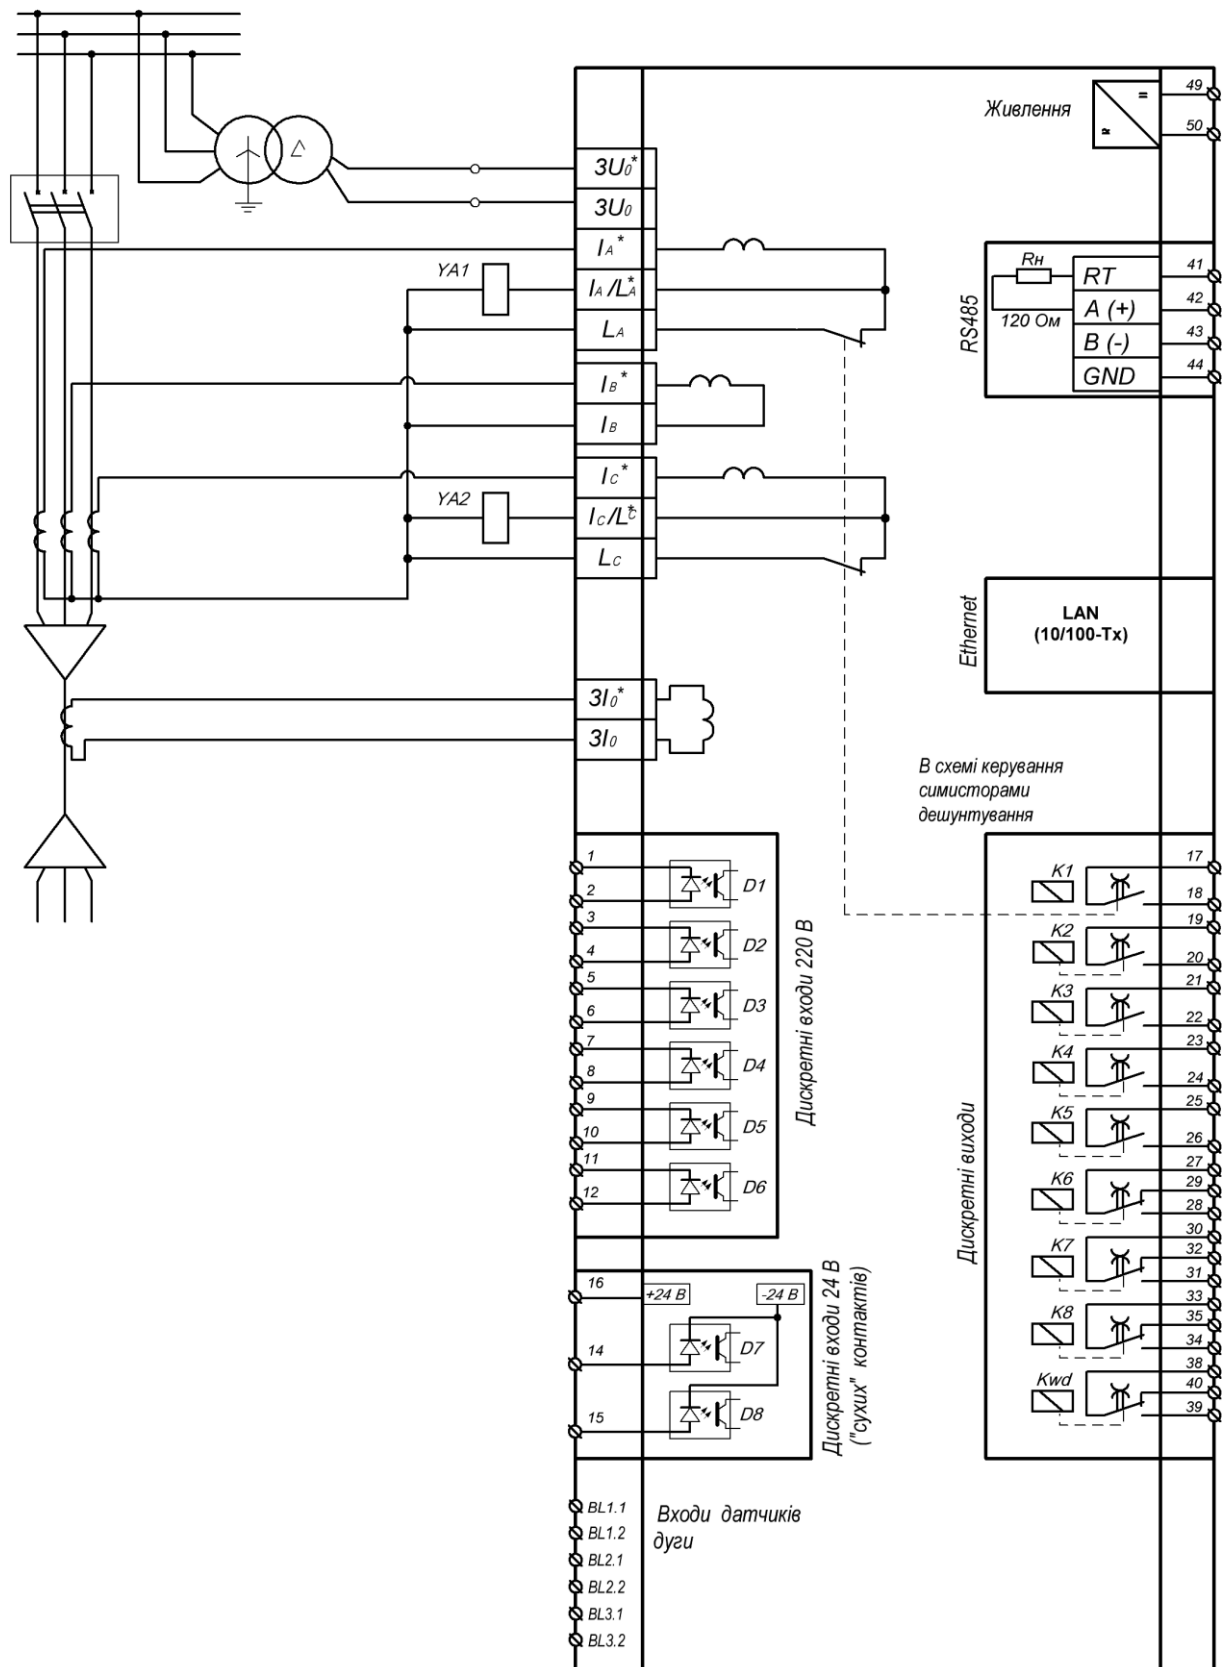 Живлення
49
50
3U0*
3U0
IA*
YA1
IA/LA*
LA
IB*
IB
IC*
YA2
IC/LC*
LC
3I0*
3I0
RS485
Rн
120 Ом
RT
41
A (+)
42
B (-)
43
GND
44
Ethernet
LAN
(10/100-Tx)
В схемі керування
симисторами
дешунтування
1
2
D1
3
4
D2
5
6
D3
7
8
D4
9
10
D5
11
12
D6
Дискретні входи 220 В
16
+24 В
-24 В
14
D7
15
D8
Дискретні входи 24 В
("сухих" контактів)
BL1.1
BL1.2
BL2.1
BL2.2
BL3.1
BL3.2
Входи датчиків
дуги
Дискретні виходи
K1
17
18
K2
19
20
K3
21
22
K4
23
24
K5
25
26
K6
27
29
28
K7
30
32
31
K8
33
35
34
Kwd
38
40
39